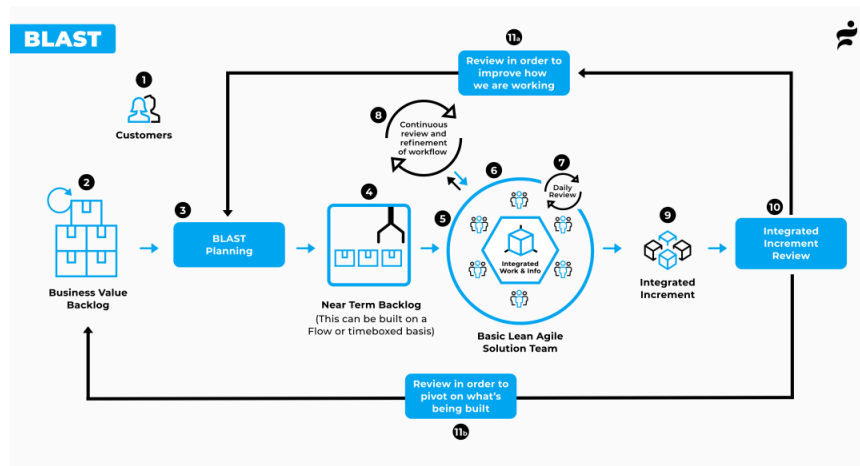 BLAST
11a
Review in order to
improve how
we are working
1
Customers
8
Continuous
review and
refinement
of workflow
2
Business Value
Backlog
3
BLAST
Planning
4
Near Term Backlog
(This can be built on a
Flow or timeboxed basis)
5
6
7
Daily
Review
Integrated
Work & Info
Basic Lean Agile
Solution Team
9
Integrated
Increment
10
Integrated
Increment
Review
Review in order to
pivot on what's
being built
11b